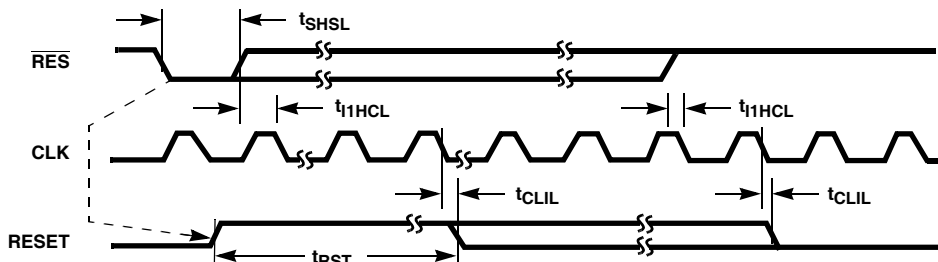 tSHSL
RES
tI1HCL
tI1HCL
CLK
tCLIL
tCLIL
RESET
tRST